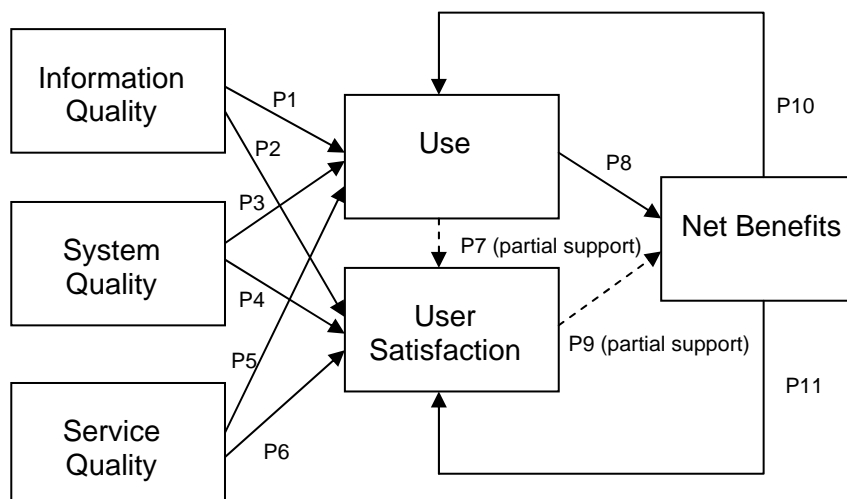 Information
Quality
P1
P2
Use
P10
P8
P3
System
Quality
P7 (partial support)
Net Benefits
P4
User
Satisfaction
P9 (partial support)
P5
P11
Service
Quality
P6